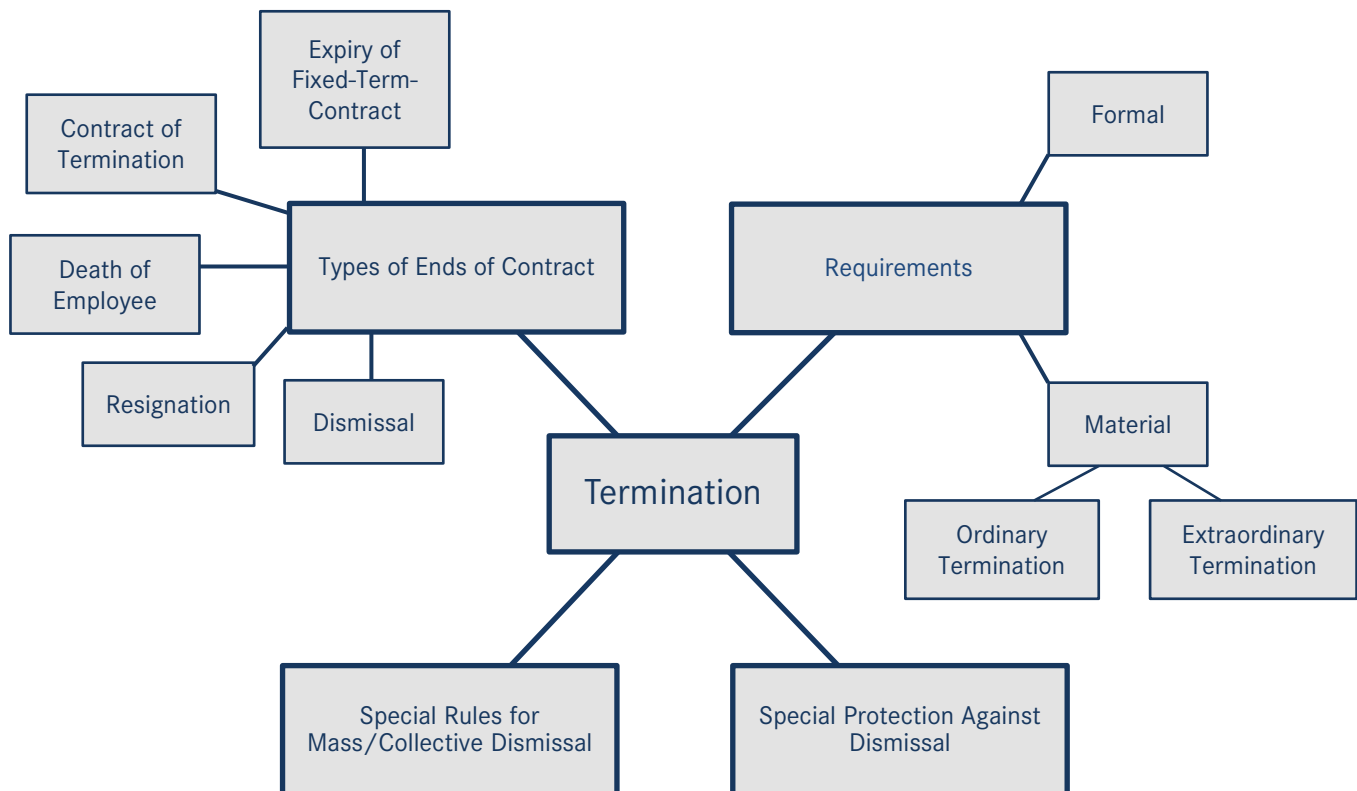 Expiry of
Fixed-Term-
Contract
Contract of
Termination
Formal
Types of Ends of Contract
Requirements
Death of
Employee
Resignation
Dismissal
Material
Termination
Ordinary
Termination
Extraordinary
Termination
Special Rules for
Mass/Collective Dismissal
Special Protection Against
Dismissal